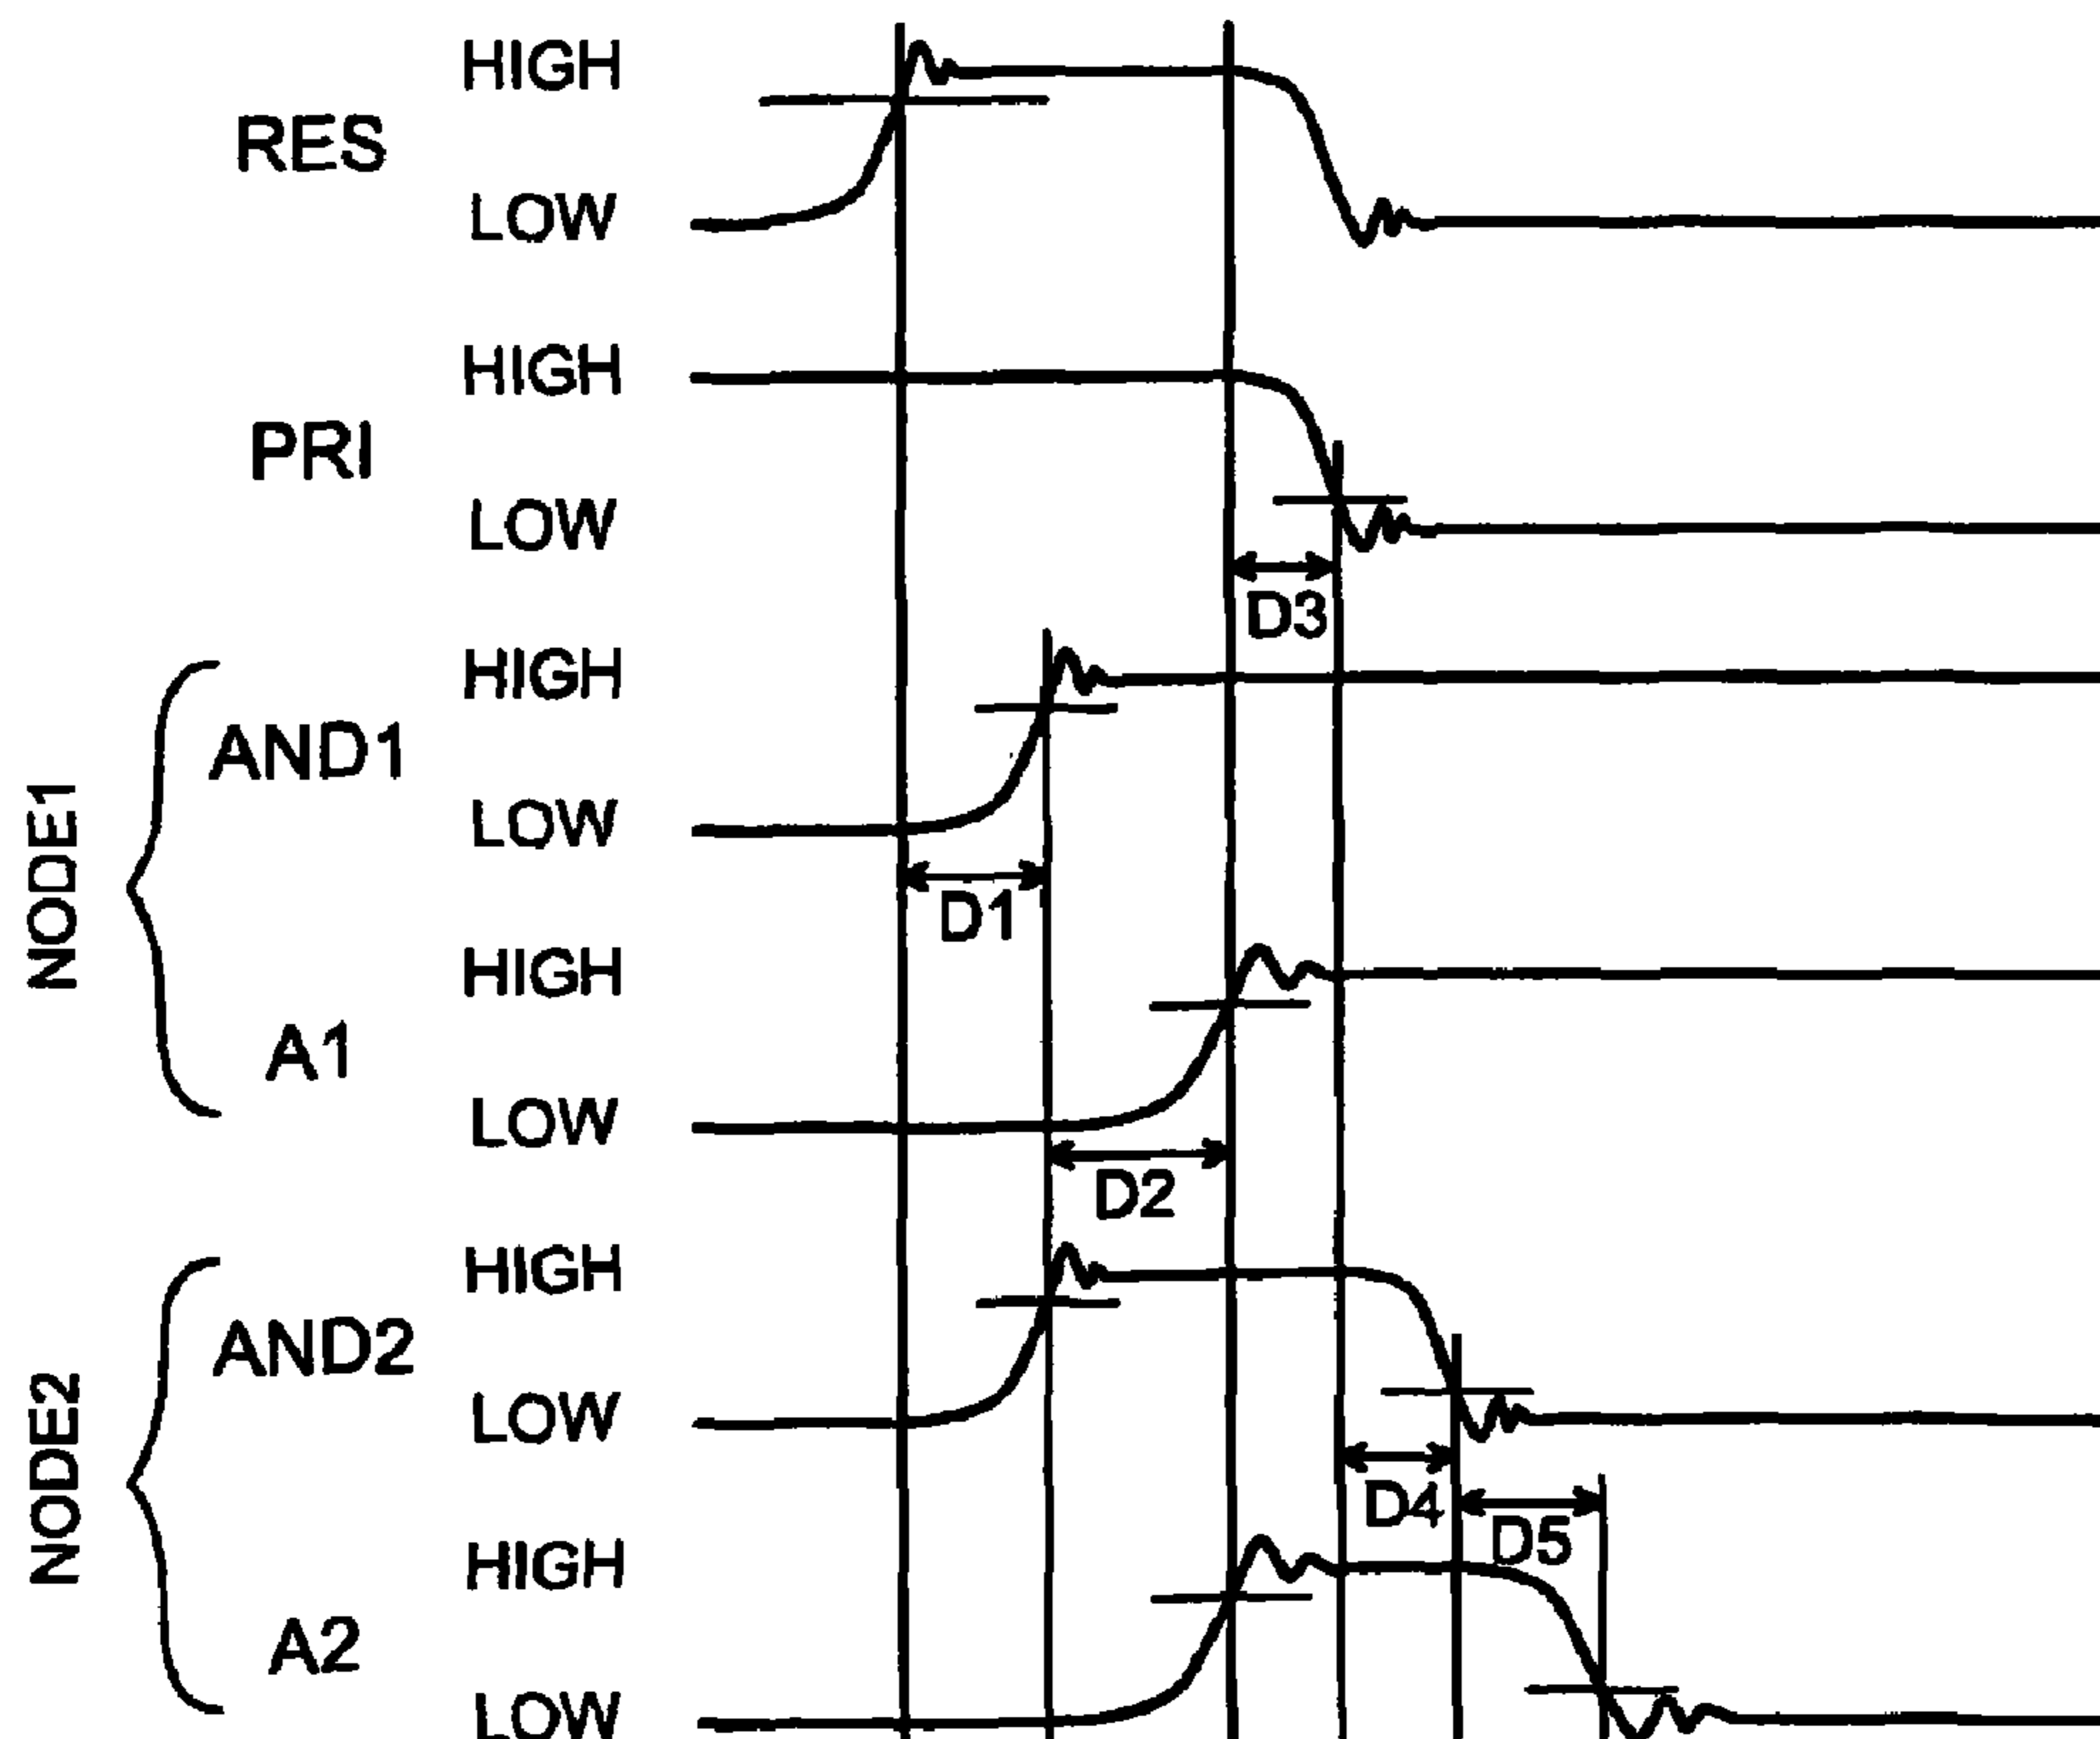 HIGH
RES
LOW
HIGH
PRI
LOW
D3
HIGH
AND1
LOW
NODE1
D1
HIGH
A1
LOW
D2
HIGH
AND2
LOW
NODE2
D4
D5
HIGH
A2
LOW